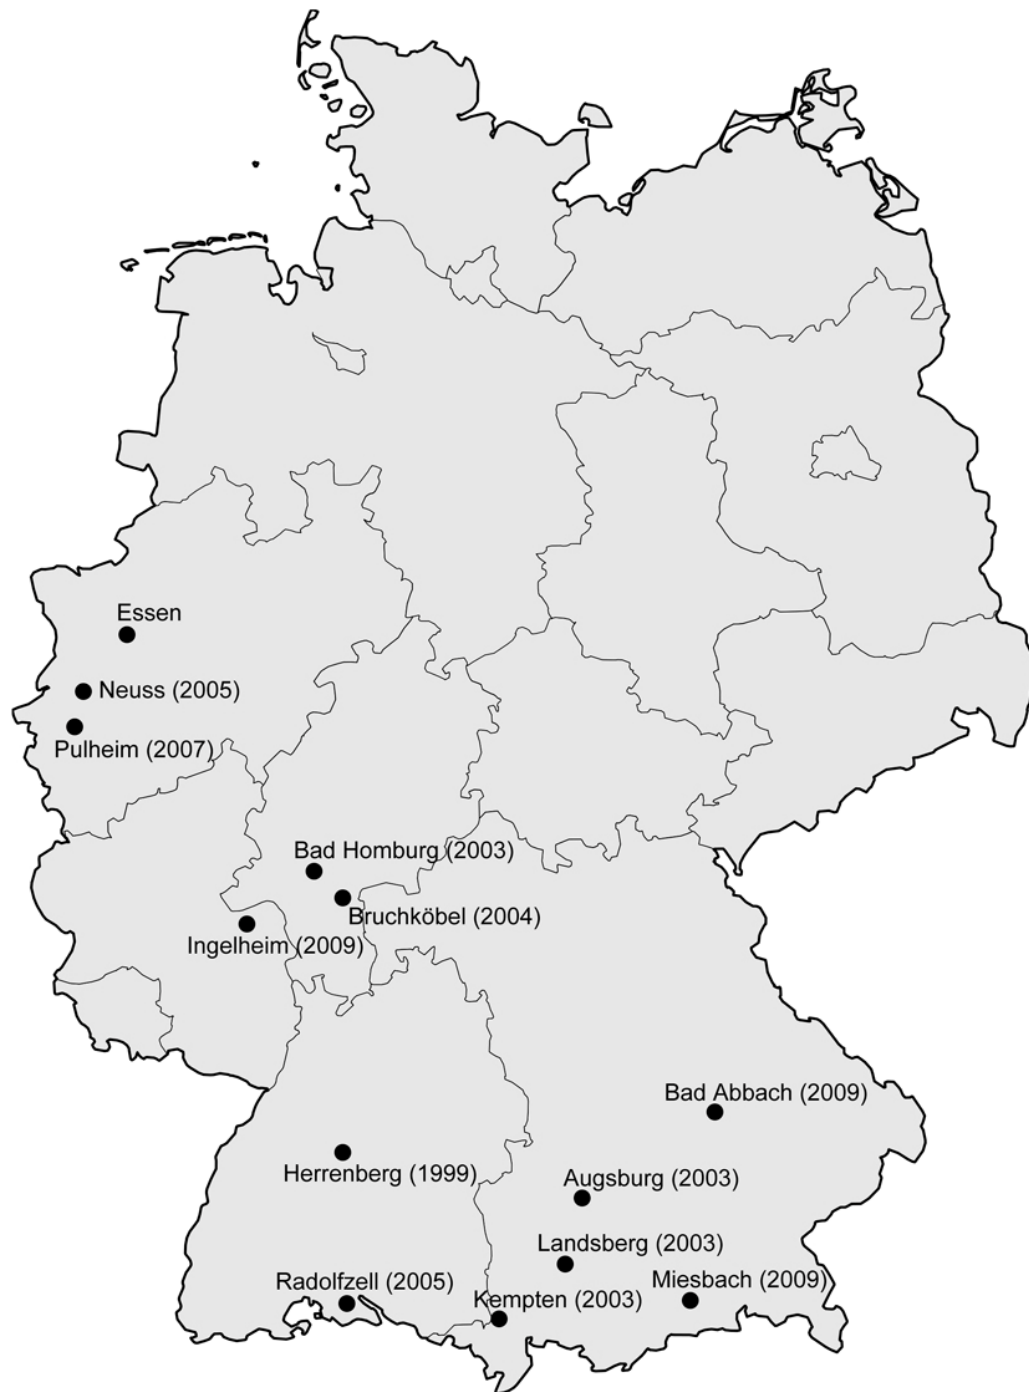 Essen
Neuss (2005)
Pulheim (2007)
Bad Homburg (2003)
Bruchköbel (2004)
Ingelheim (2009)
Bad Abbach (2009)
Herrenberg (1999)
Augsburg (2003)
Landsberg (2003)
Radolfzell (2005)
Miesbach (2009)
Kempten (2003)